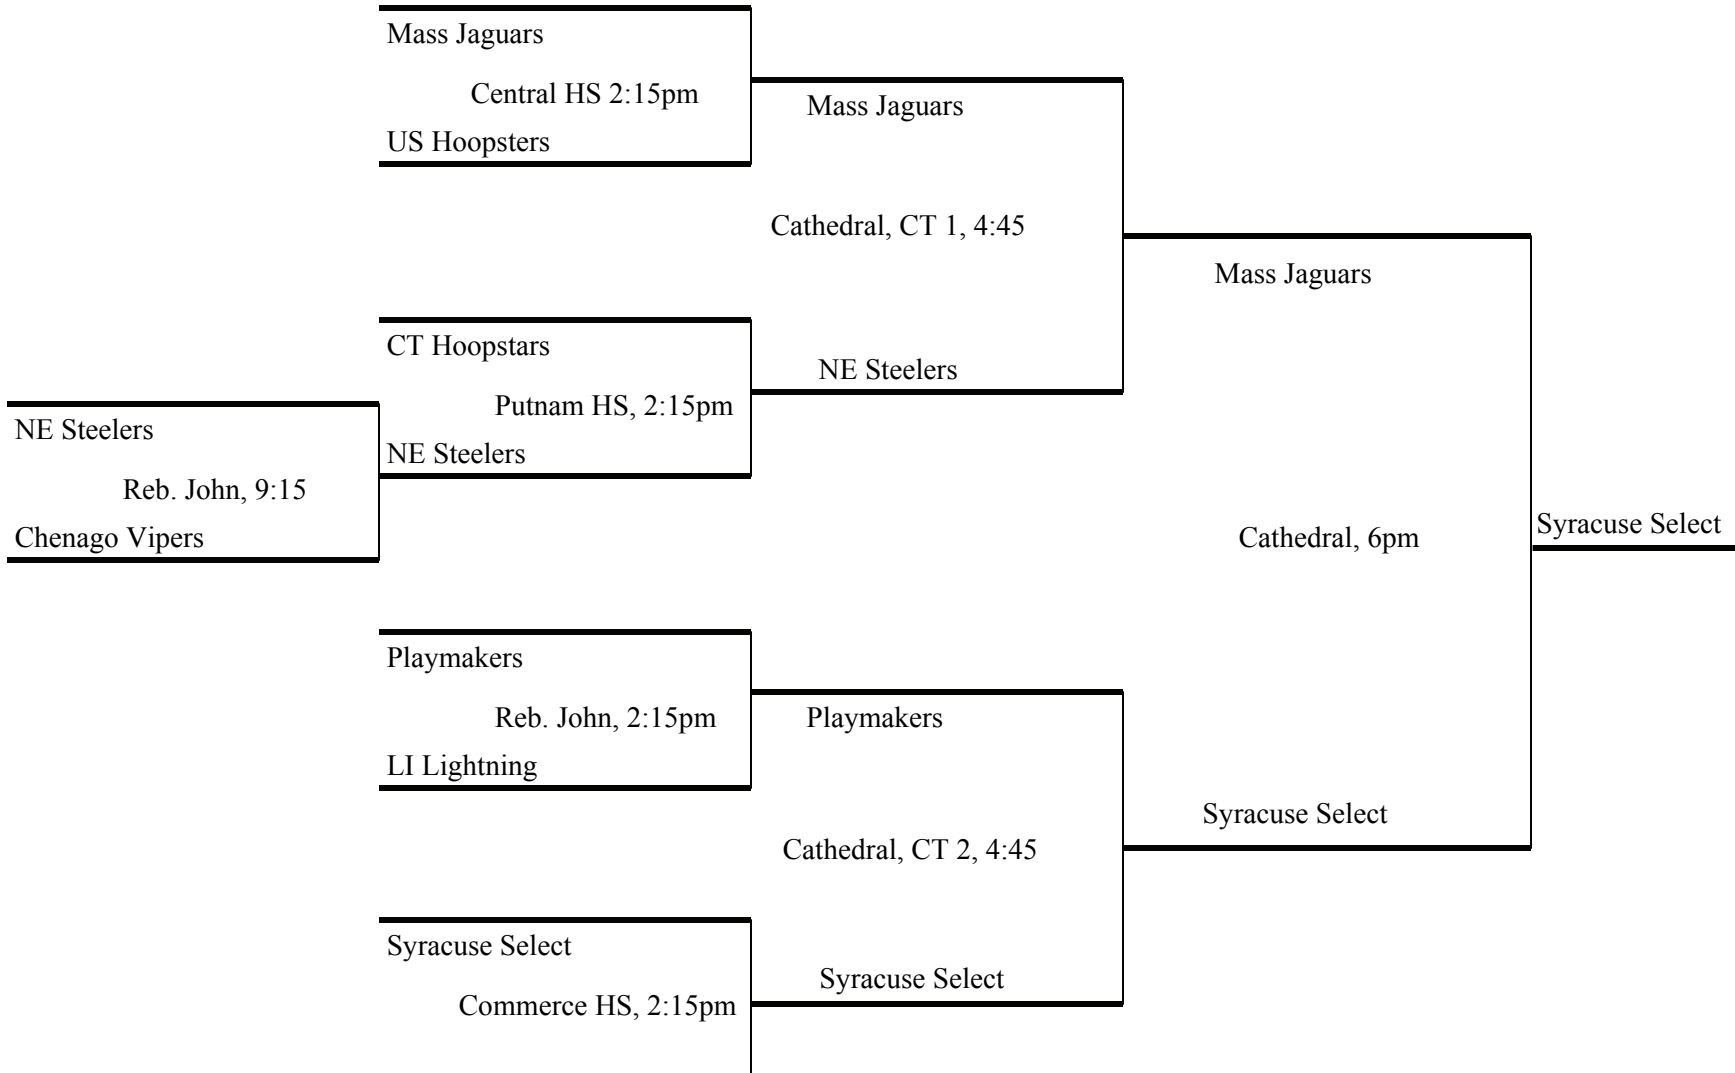 Mass Jaguars
Central HS 2:15pm
Mass Jaguars
US Hoopsters
Cathedral, CT 1, 4:45
Mass Jaguars
CT Hoopstars
NE Steelers
Putnam HS, 2:15pm
NE Steelers
NE Steelers
Reb. John, 9:15
Chenago Vipers
Cathedral, 6pm
Syracuse Select
Playmakers
Reb. John, 2:15pm
Playmakers
LI Lightning
Syracuse Select
Cathedral, CT 2, 4:45
Syracuse Select
Syracuse Select
Commerce HS, 2:15pm